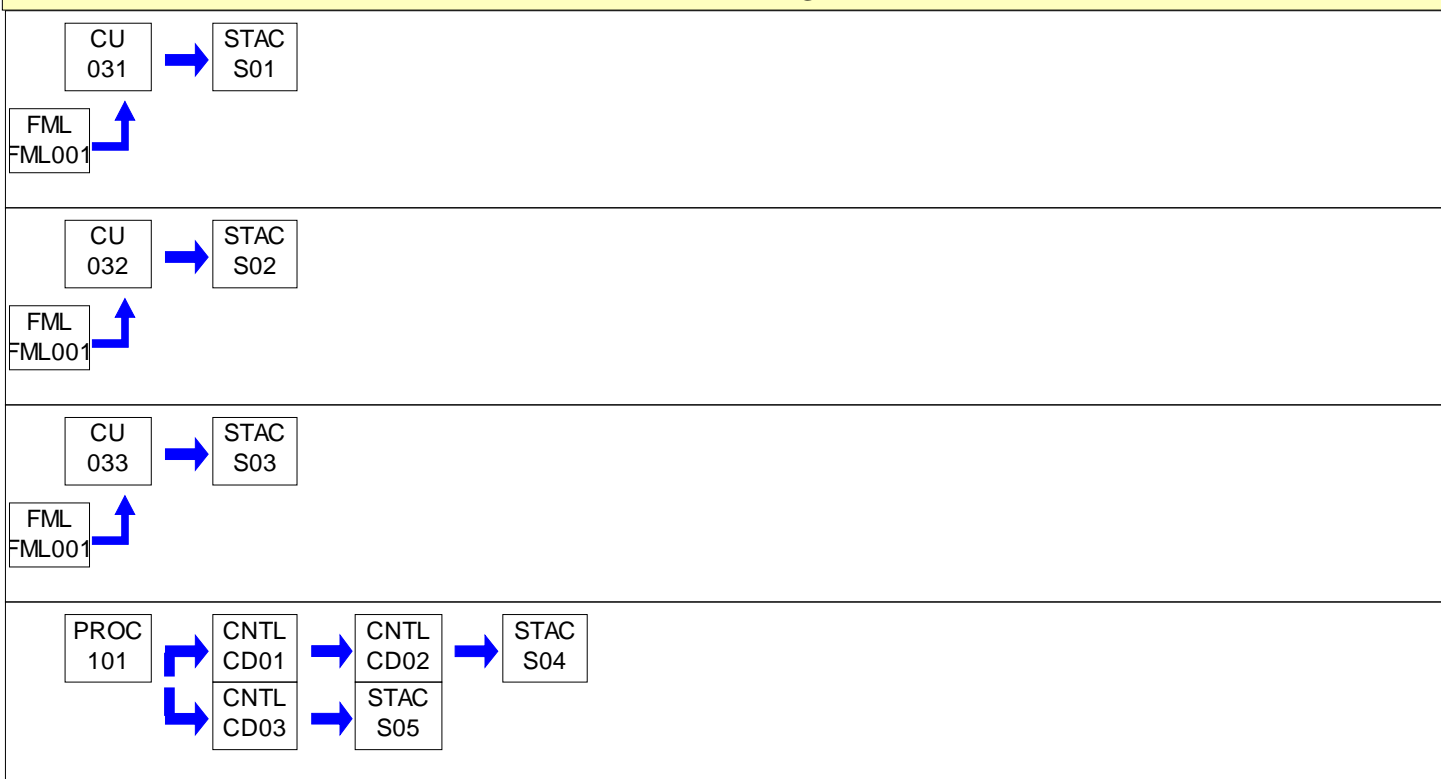 CU
031
STAC
S01
FML
FML001
CU
032
STAC
S02
FML
FML001
CU
033
STAC
S03
FML
FML001
PROC
101
CNTL
CD01
CNTL
CD02
STAC
S04
CNTL
CD03
STAC
S05